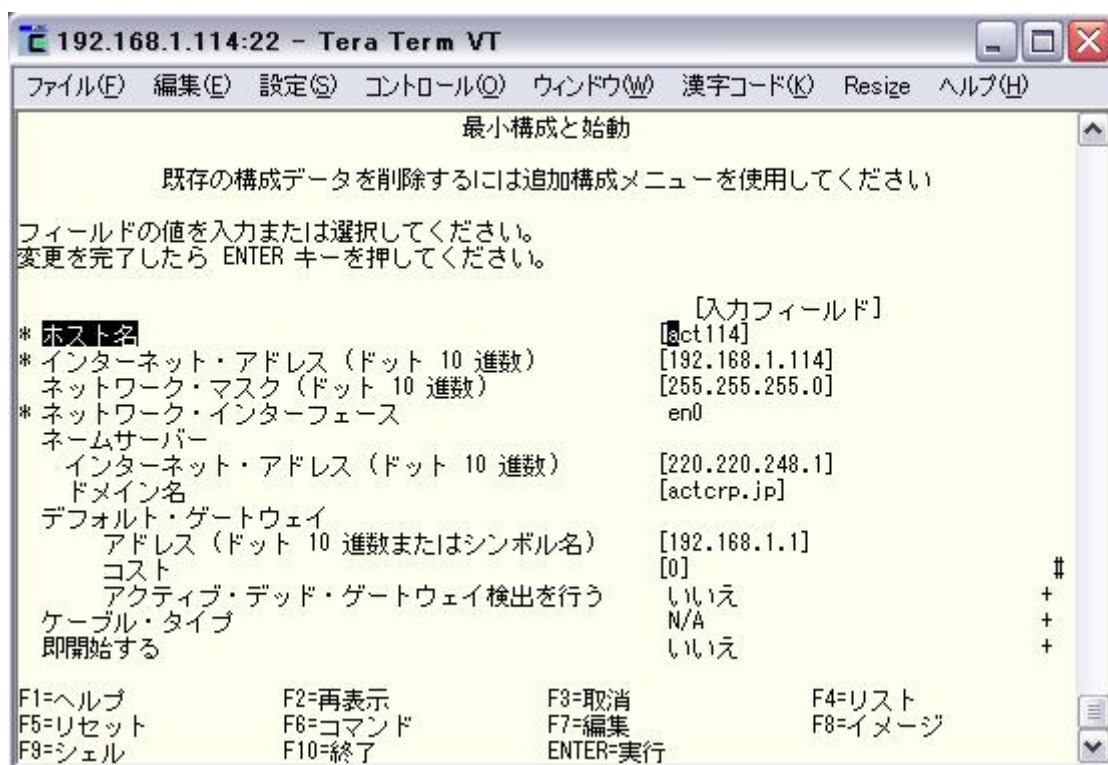 192.168.1.114:22 - Tera Term VT
ファイル(F) 編集(E) 設定(S) コントロール(O) ウィンドウ(W) 漢字コード(K) Resize ヘルプ(H)
最小構成と始動
既存の構成データを削除するには追加構成メニューを使用してください
フィールドの値を入力または選択してください。
変更を完了したら ENTER キーを押してください。
[入力フィールド]
* ホスト名 [act114]
* インターネット・アドレス (ドット 10 進数) [192.168.1.114]
ネットワーク・マスク (ドット 10 進数) [255.255.255.0]
* ネットワーク・インターフェース en0
ネームサーバー
インターネット・アドレス (ドット 10 進数) [220.220.248.1]
ドメイン名 [actcrp.jp]
デフォルト・ゲートウェイ
アドレス (ドット 10 進数またはシンボル名) [192.168.1.1]
コスト [0] #
アクティブ・デッド・ゲートウェイ検出を行う いいえ +
ケーブル・タイプ N/A +
即開始する いいえ +
F1=ヘルプ F2=再表示 F3=取消 F4=リスト
F5=リセット F6=コマンド F7=編集 F8=イメージ
F9=シェル F10=終了 ENTER=実行